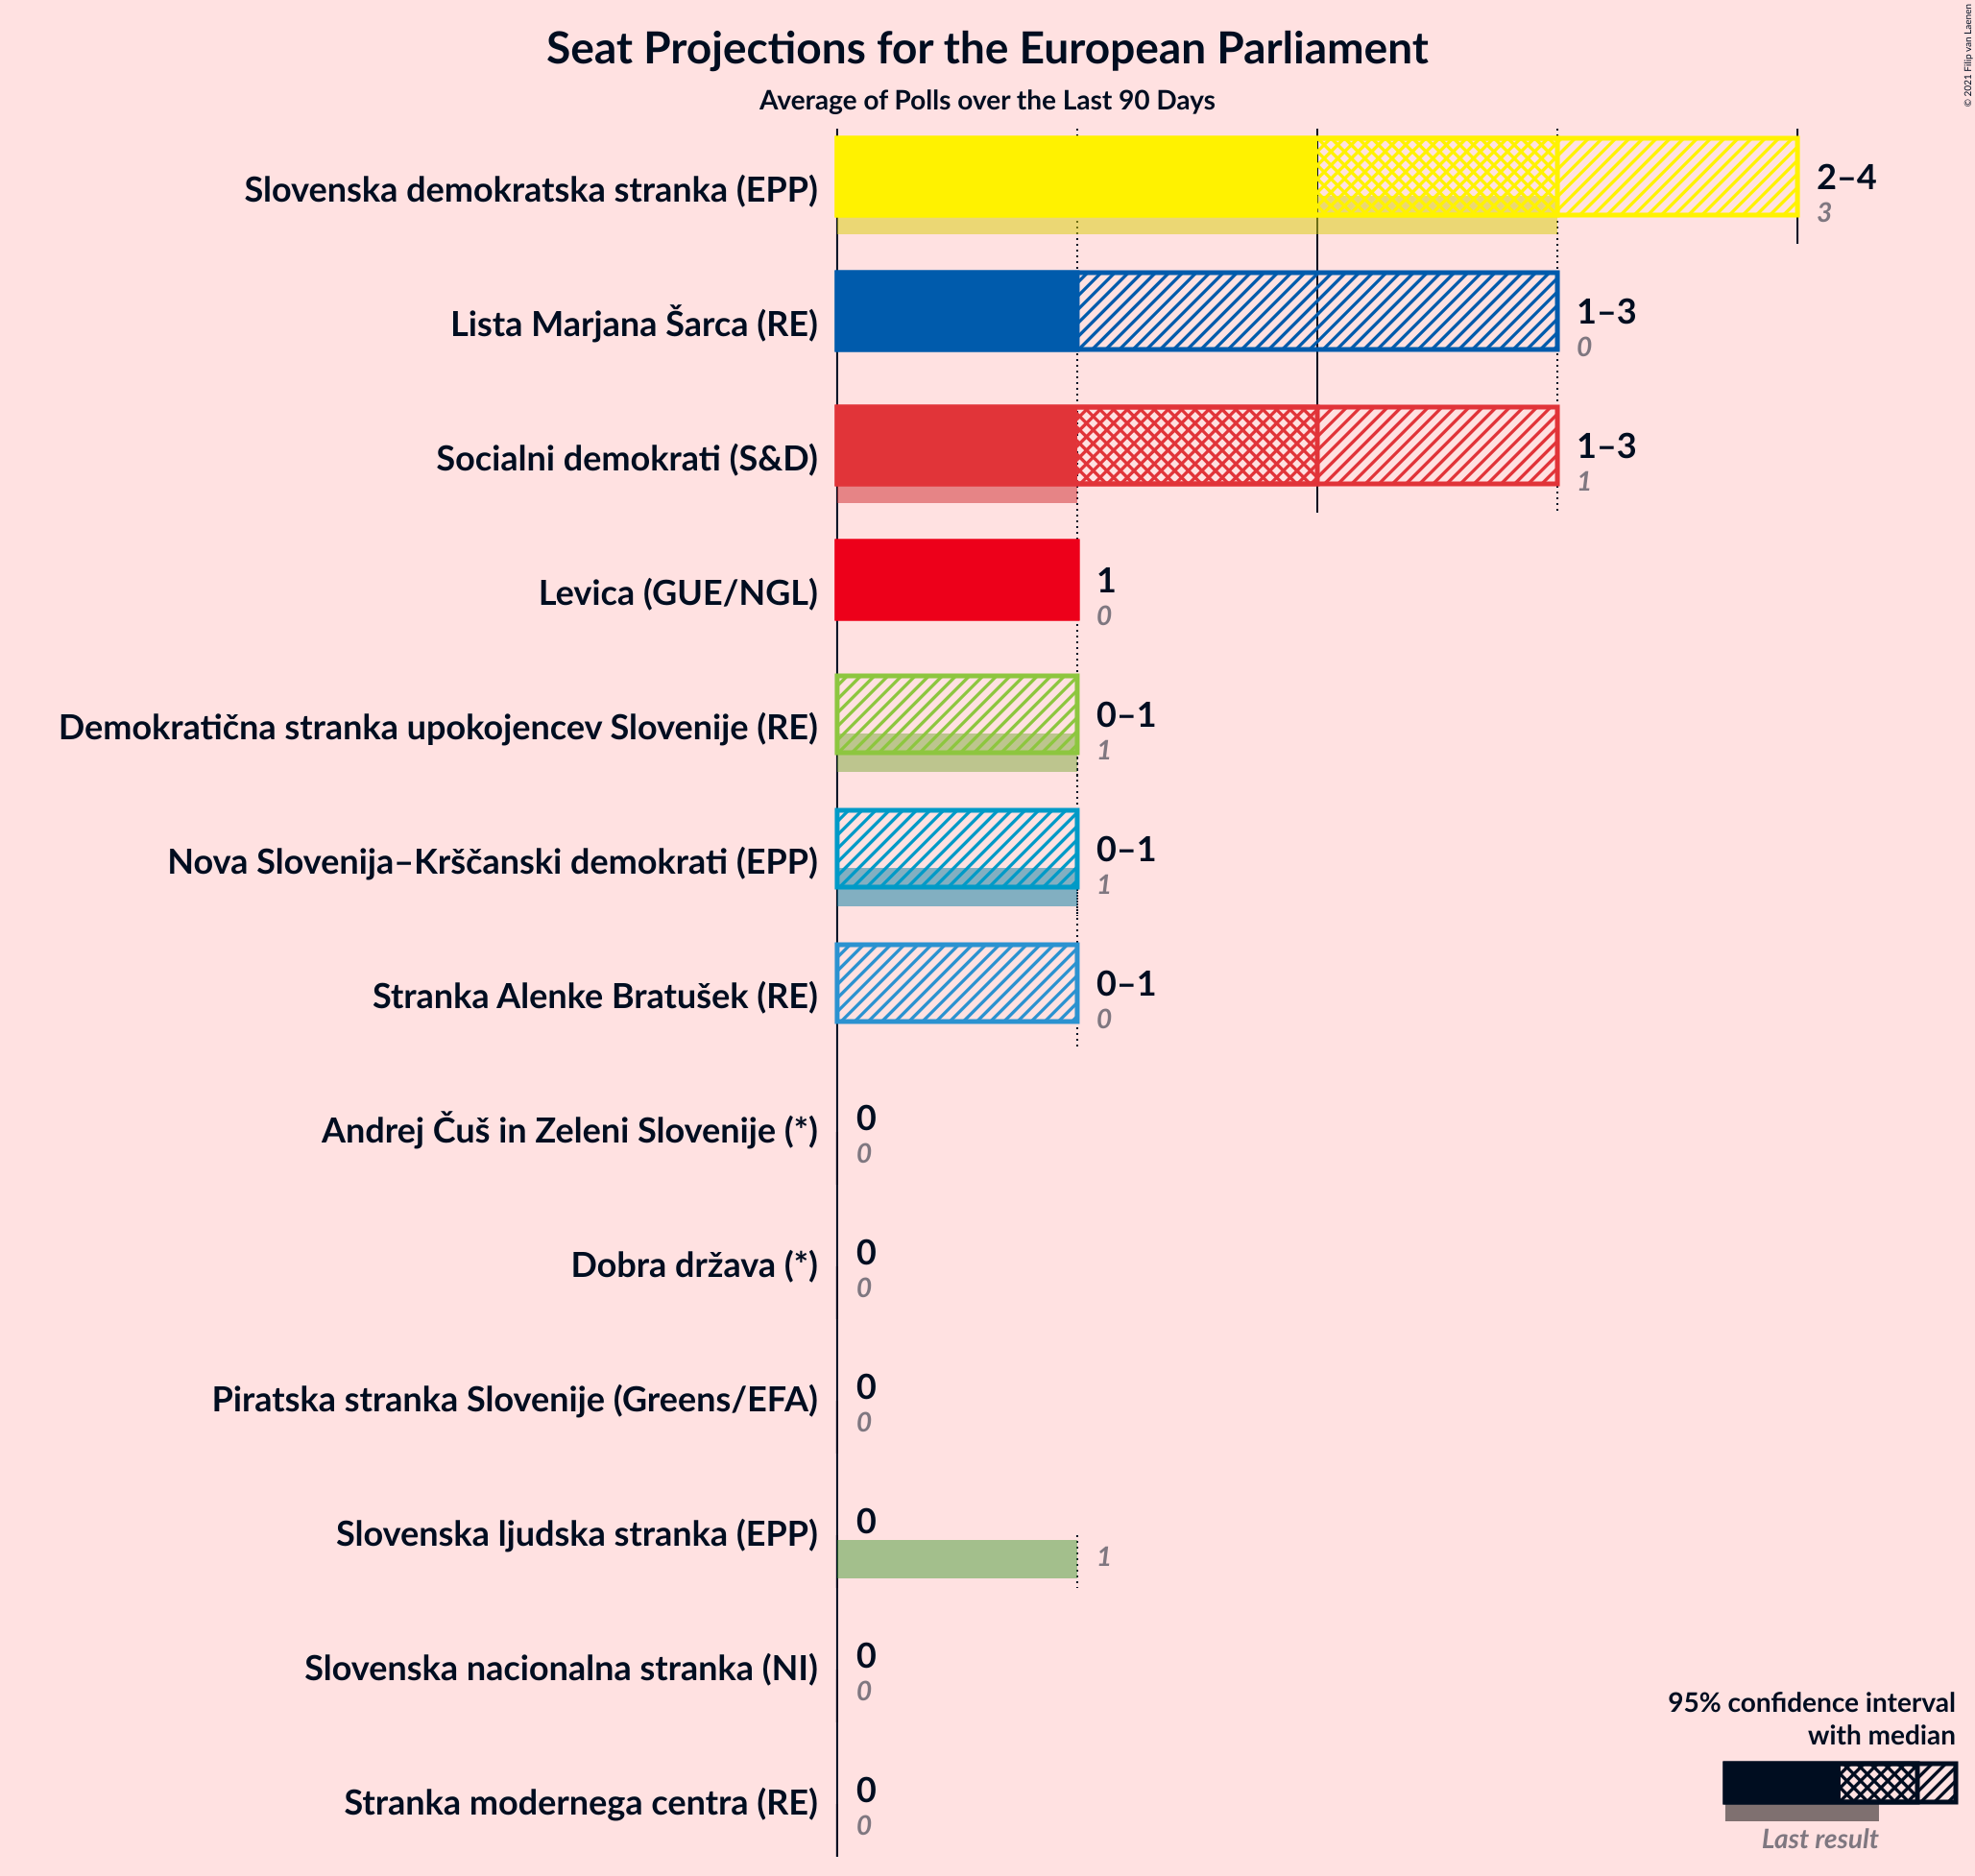 Seat Projections for the European Parliament
Average of Polls over the Last 90 Days
© 2021 Filip van Laenen
Slovenska demokratska stranka (EPP)
2–4
3
Lista Marjana Šarca (RE)
1–3
0
Socialni demokrati (S&D)
1–3
1
Levica (GUE/NGL)
1
0
Demokratična stranka upokojencev Slovenije (RE)
0–1
1
Nova Slovenija–Krščanski demokrati (EPP)
0–1
1
Stranka Alenke Bratušek (RE)
0–1
0
Andrej Čuš in Zeleni Slovenije (*)
0
0
Dobra država (*)
0
0
Piratska stranka Slovenije (Greens/EFA)
0
0
Slovenska ljudska stranka (EPP)
0
1
Slovenska nacionalna stranka (NI)
0
0
Stranka modernega centra (RE)
0
0
95% confidence interval
with median
Last result